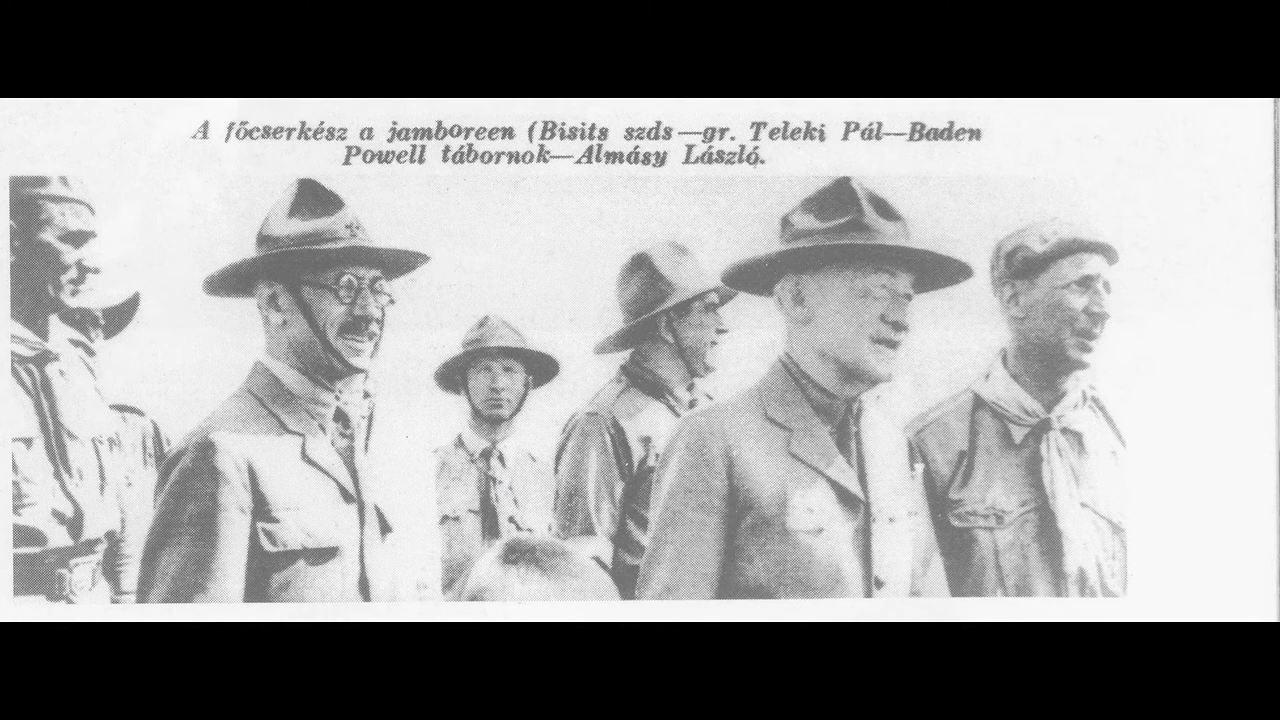 A főcserkész a jamboreen (Bisits szds—gr. Teleki Pál—Baden
Powell tábornok—Almásy László.